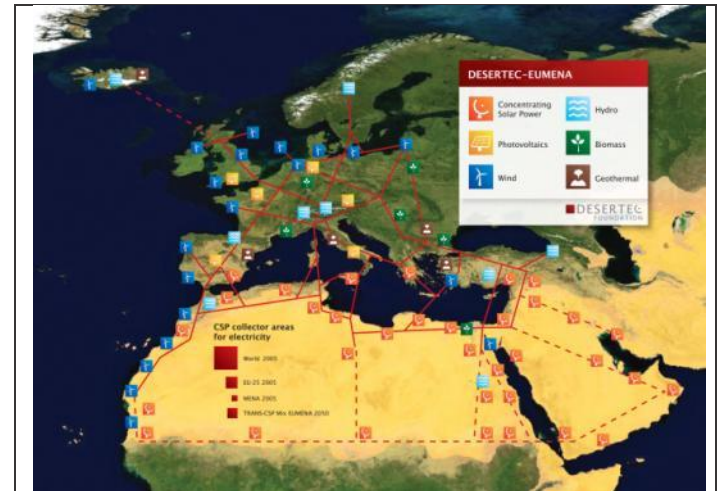 DESERTEC–EUMENA
Concentrating
Solar Power
Hydro
Photovoltaics
Biomass
Wind
Geothermal
DESERTEC
FOUNDATION
CSP collector areas
for electricity
World 2005
EU-25 2005
MENA 2005
TRANS-CSP Mix EUMENA 2050